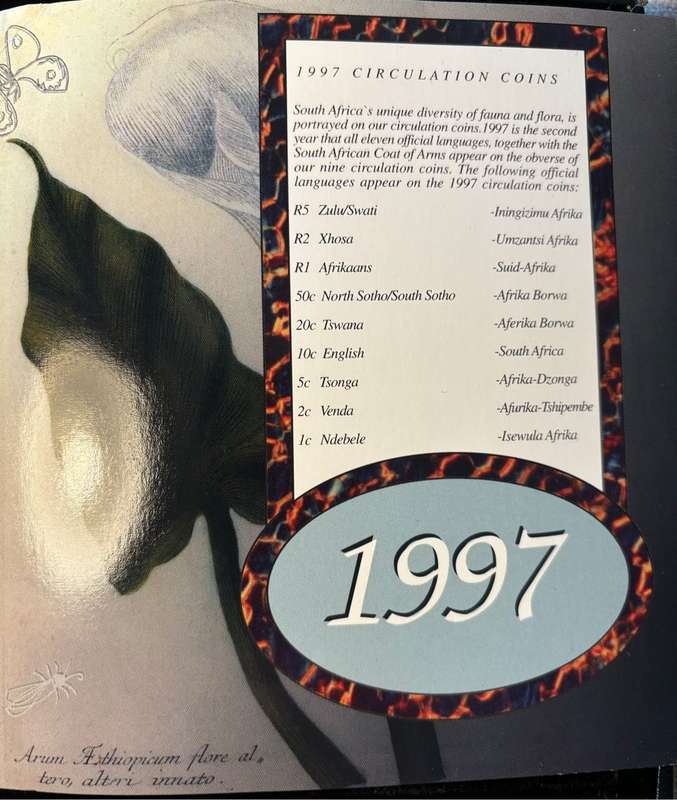 1997 CIRCULATION COINS
South Africa`s unique diversity of fauna and flora, is
portrayed on our circulation coins.1997 is the second
year that all eleven official languages, together with the
South African Coat of Arms appear on the obverse of
our nine circulation coins. The following official
languages appear on the 1997 circulation coins:
R5 Zulu/Swati -Iningizimu Afrika
R2 Xhosa -Umzantsi Afrika
R1 Afrikaans -Suid-Afrika
50c North Sotho/South Sotho -Afrika Borwa
20c Tswana -Aferika Borwa
10c English -South Africa
5c Tsonga -Afrika-Dzonga
2c Venda -Afurika-Tshipembe
1c Ndebele -Isewula Afrika
1997
Arum Æthiopicum flore al-
tero, alteri innato.